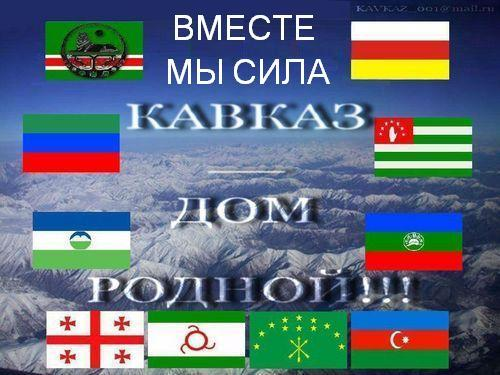 KAVKAZ_001@mail.ru
ВМЕСТЕ
МЫ СИЛА
КАВКАЗ
ДОМ
РОДНОЙ!!!